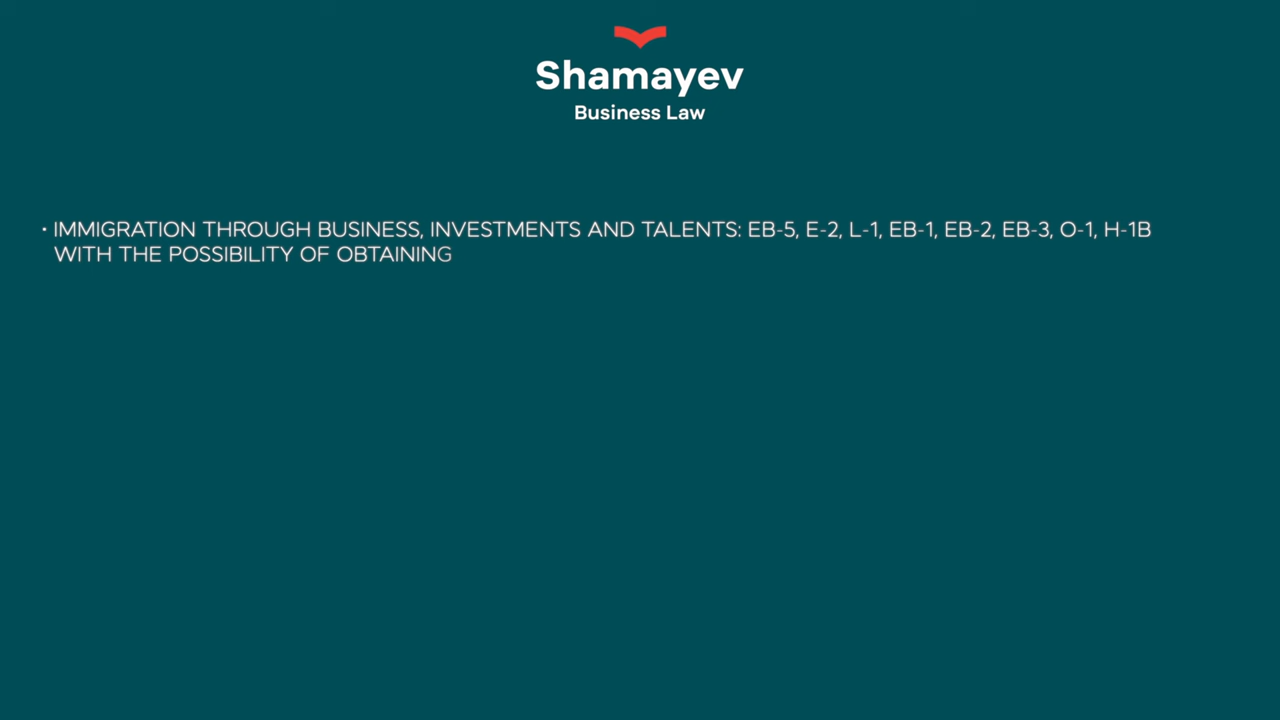 Shamayev
Business Law
· IMMIGRATION THROUGH BUSINESS, INVESTMENTS AND TALENTS: EB-5, E-2, L-1, EB-1, EB-2, EB-3, O-1, H-1B
WITH THE POSSIBILITY OF OBTAINING